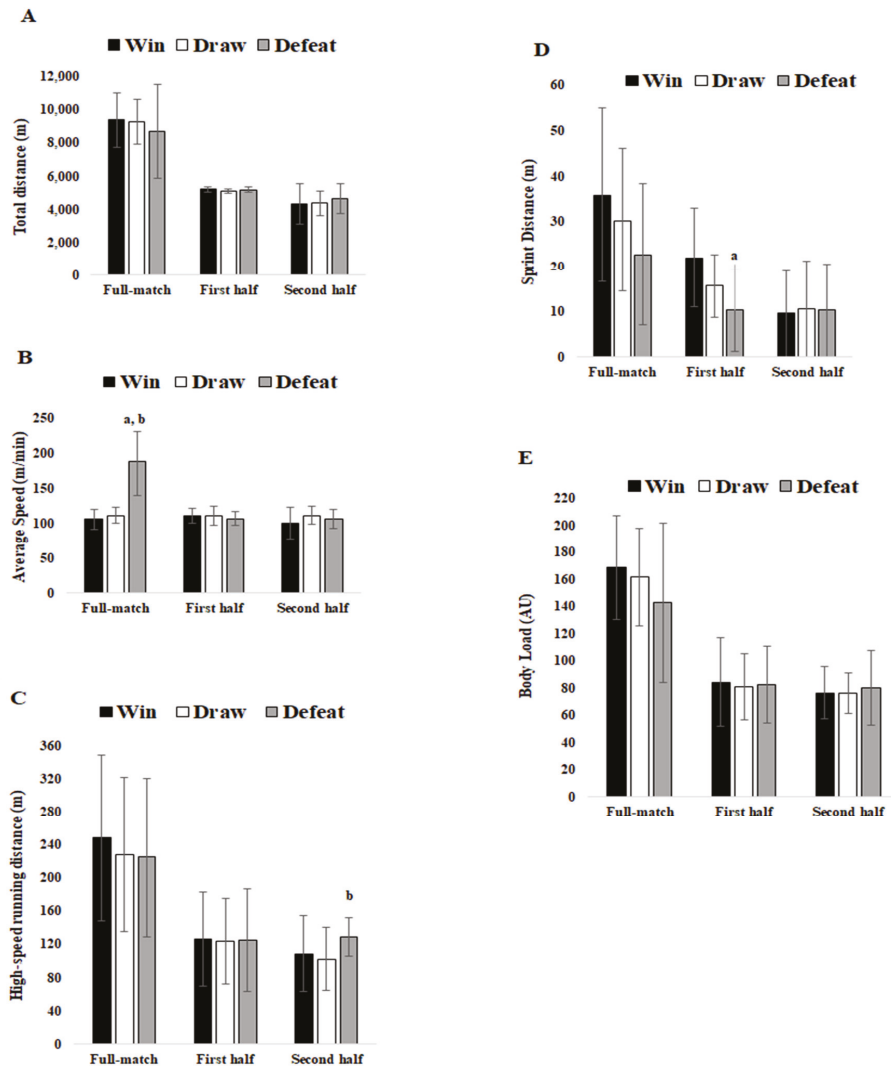 A
Win Draw Defeat
Total distance (m)
12,000
10,000
8,000
6,000
4,000
2,000
0
Full-match First half Second half
B
Win Draw Defeat
Average Speed (m/min)
250
200
150
100
50
0
a, b
Full-match First half Second half
C
Win Draw Defeat
High-speed running distance (m)
360
320
280
240
200
160
120
80
40
0
b
Full-match First half Second half
D
Win Draw Defeat
Sprint Distance (m)
60
50
40
30
20
10
0
a
Full-match First half Second half
E
Win Draw Defeat
Body Load (AU)
220
200
180
160
140
120
100
80
60
40
20
0
Full-match First half Second half